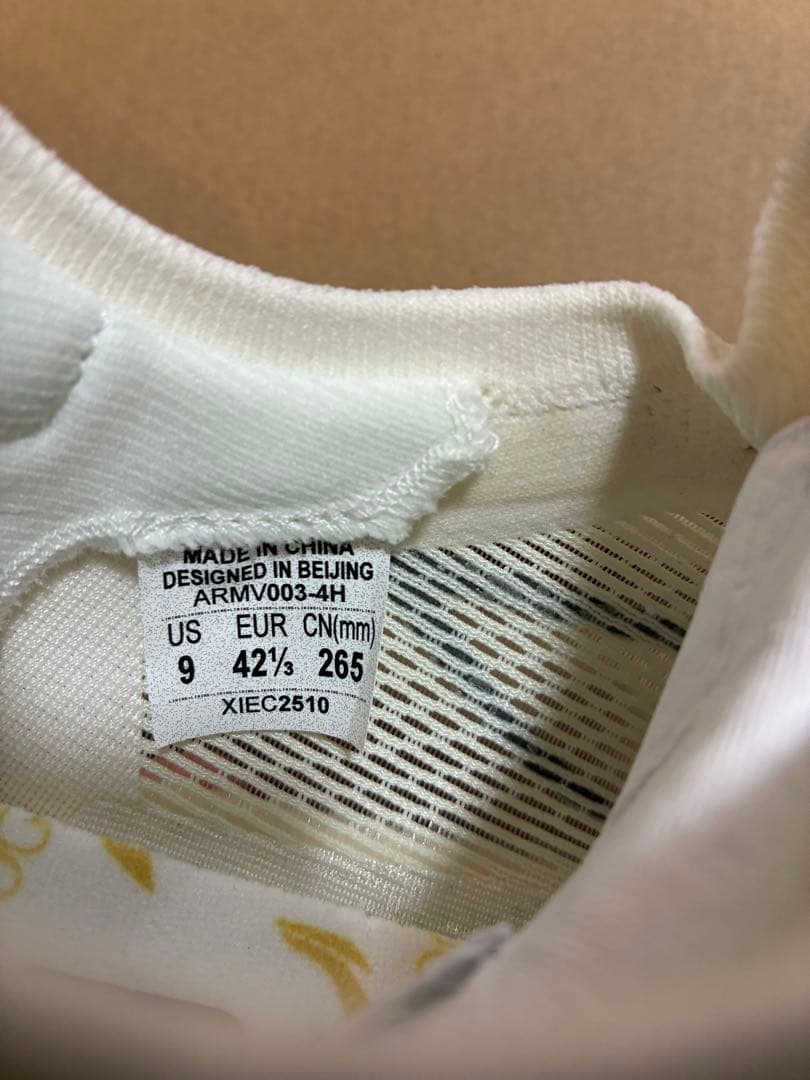 MADE IN CHINA
DESIGNED IN BEIJING
ARMV003-4H
US EUR CN(mm)
9 42⅓ 265
XIEC2510